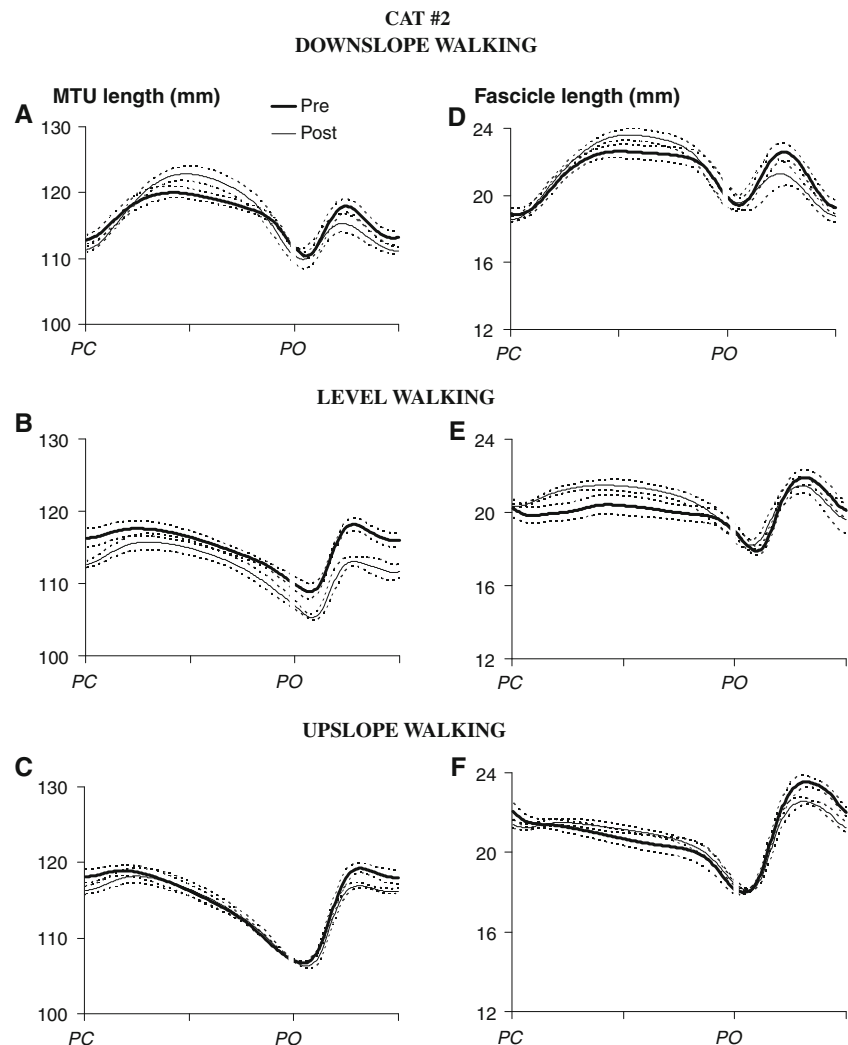 CAT #2
DOWNSLOPE WALKING
A
MTU length (mm)
Pre
Post
130
120
110
100
PC
PO
D
Fascicle length (mm)
24
20
16
12
PC
PO
LEVEL WALKING
B
130
120
110
100
PC
PO
E
24
20
16
12
PC
PO
UPSLOPE WALKING
C
130
120
110
100
PC
PO
F
24
20
16
12
PC
PO